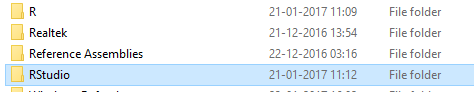 R 21-01-2017 11:09 File folder
Realtek 21-12-2016 13:54 File folder
Reference Assemblies 22-12-2016 03:16 File folder
RStudio 21-01-2017 11:12 File folder